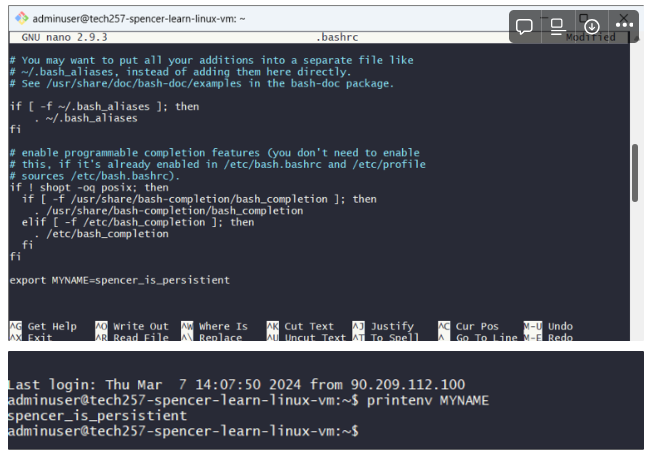 adminuser@tech257-spencer-learn-linux-vm: ~
GNU nano 2.9.3 .bashrc Modified
# You may want to put all your additions into a separate file like
# ~/.bash_aliases, instead of adding them here directly.
# See /usr/share/doc/bash-doc/examples in the bash-doc package.
if [ -f ~/.bash_aliases ]; then
. ~/.bash_aliases
fi
# enable programmable completion features (you don't need to enable
# this, if it's already enabled in /etc/bash.bashrc and /etc/profile
# sources /etc/bash.bashrc).
if ! shopt -oq posix; then
if [ -f /usr/share/bash-completion/bash_completion ]; then
. /usr/share/bash-completion/bash_completion
elif [ -f /etc/bash_completion ]; then
. /etc/bash_completion
fi
fi
export MYNAME=spencer_is_persistient
^G Get Help ^O Write Out ^W Where Is ^K Cut Text ^J Justify ^C Cur Pos M-U Undo
^X Exit ^R Read File ^\ Replace ^U Uncut Text ^T To Spell ^_ Go To Line M-E Redo
Last login: Thu Mar 7 14:07:50 2024 from 90.209.112.100
adminuser@tech257-spencer-learn-linux-vm:~$ printenv MYNAME
spencer_is_persistient
adminuser@tech257-spencer-learn-linux-vm:~$